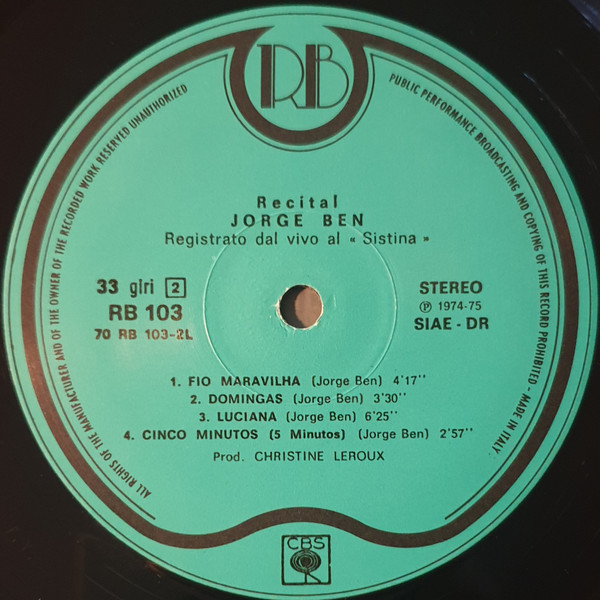 RB
ALL RIGHTS OF THE MANUFACTURER AND OF THE OWNER OF THE RECORDED WORK RESERVED UNAUTHORIZED
PUBLIC PERFORMANCE BROADCASTING AND COPYING OF THIS RECORD PROHIBITED - MADE IN ITALY
Recital
JORGE BEN
Registrato dal vivo al « Sistina »
33 giri 2
RB 103
70 RB 103-2L
STEREO
℗ 1974-75
SIAE - DR
1. FIO MARAVILHA (Jorge Ben) 4'17''
2. DOMINGAS (Jorge Ben) 3'30''
3. LUCIANA (Jorge Ben) 6'25''
4. CINCO MINUTOS (5 Minutos) (Jorge Ben) 2'57''
Prod. CHRISTINE LEROUX
CBS